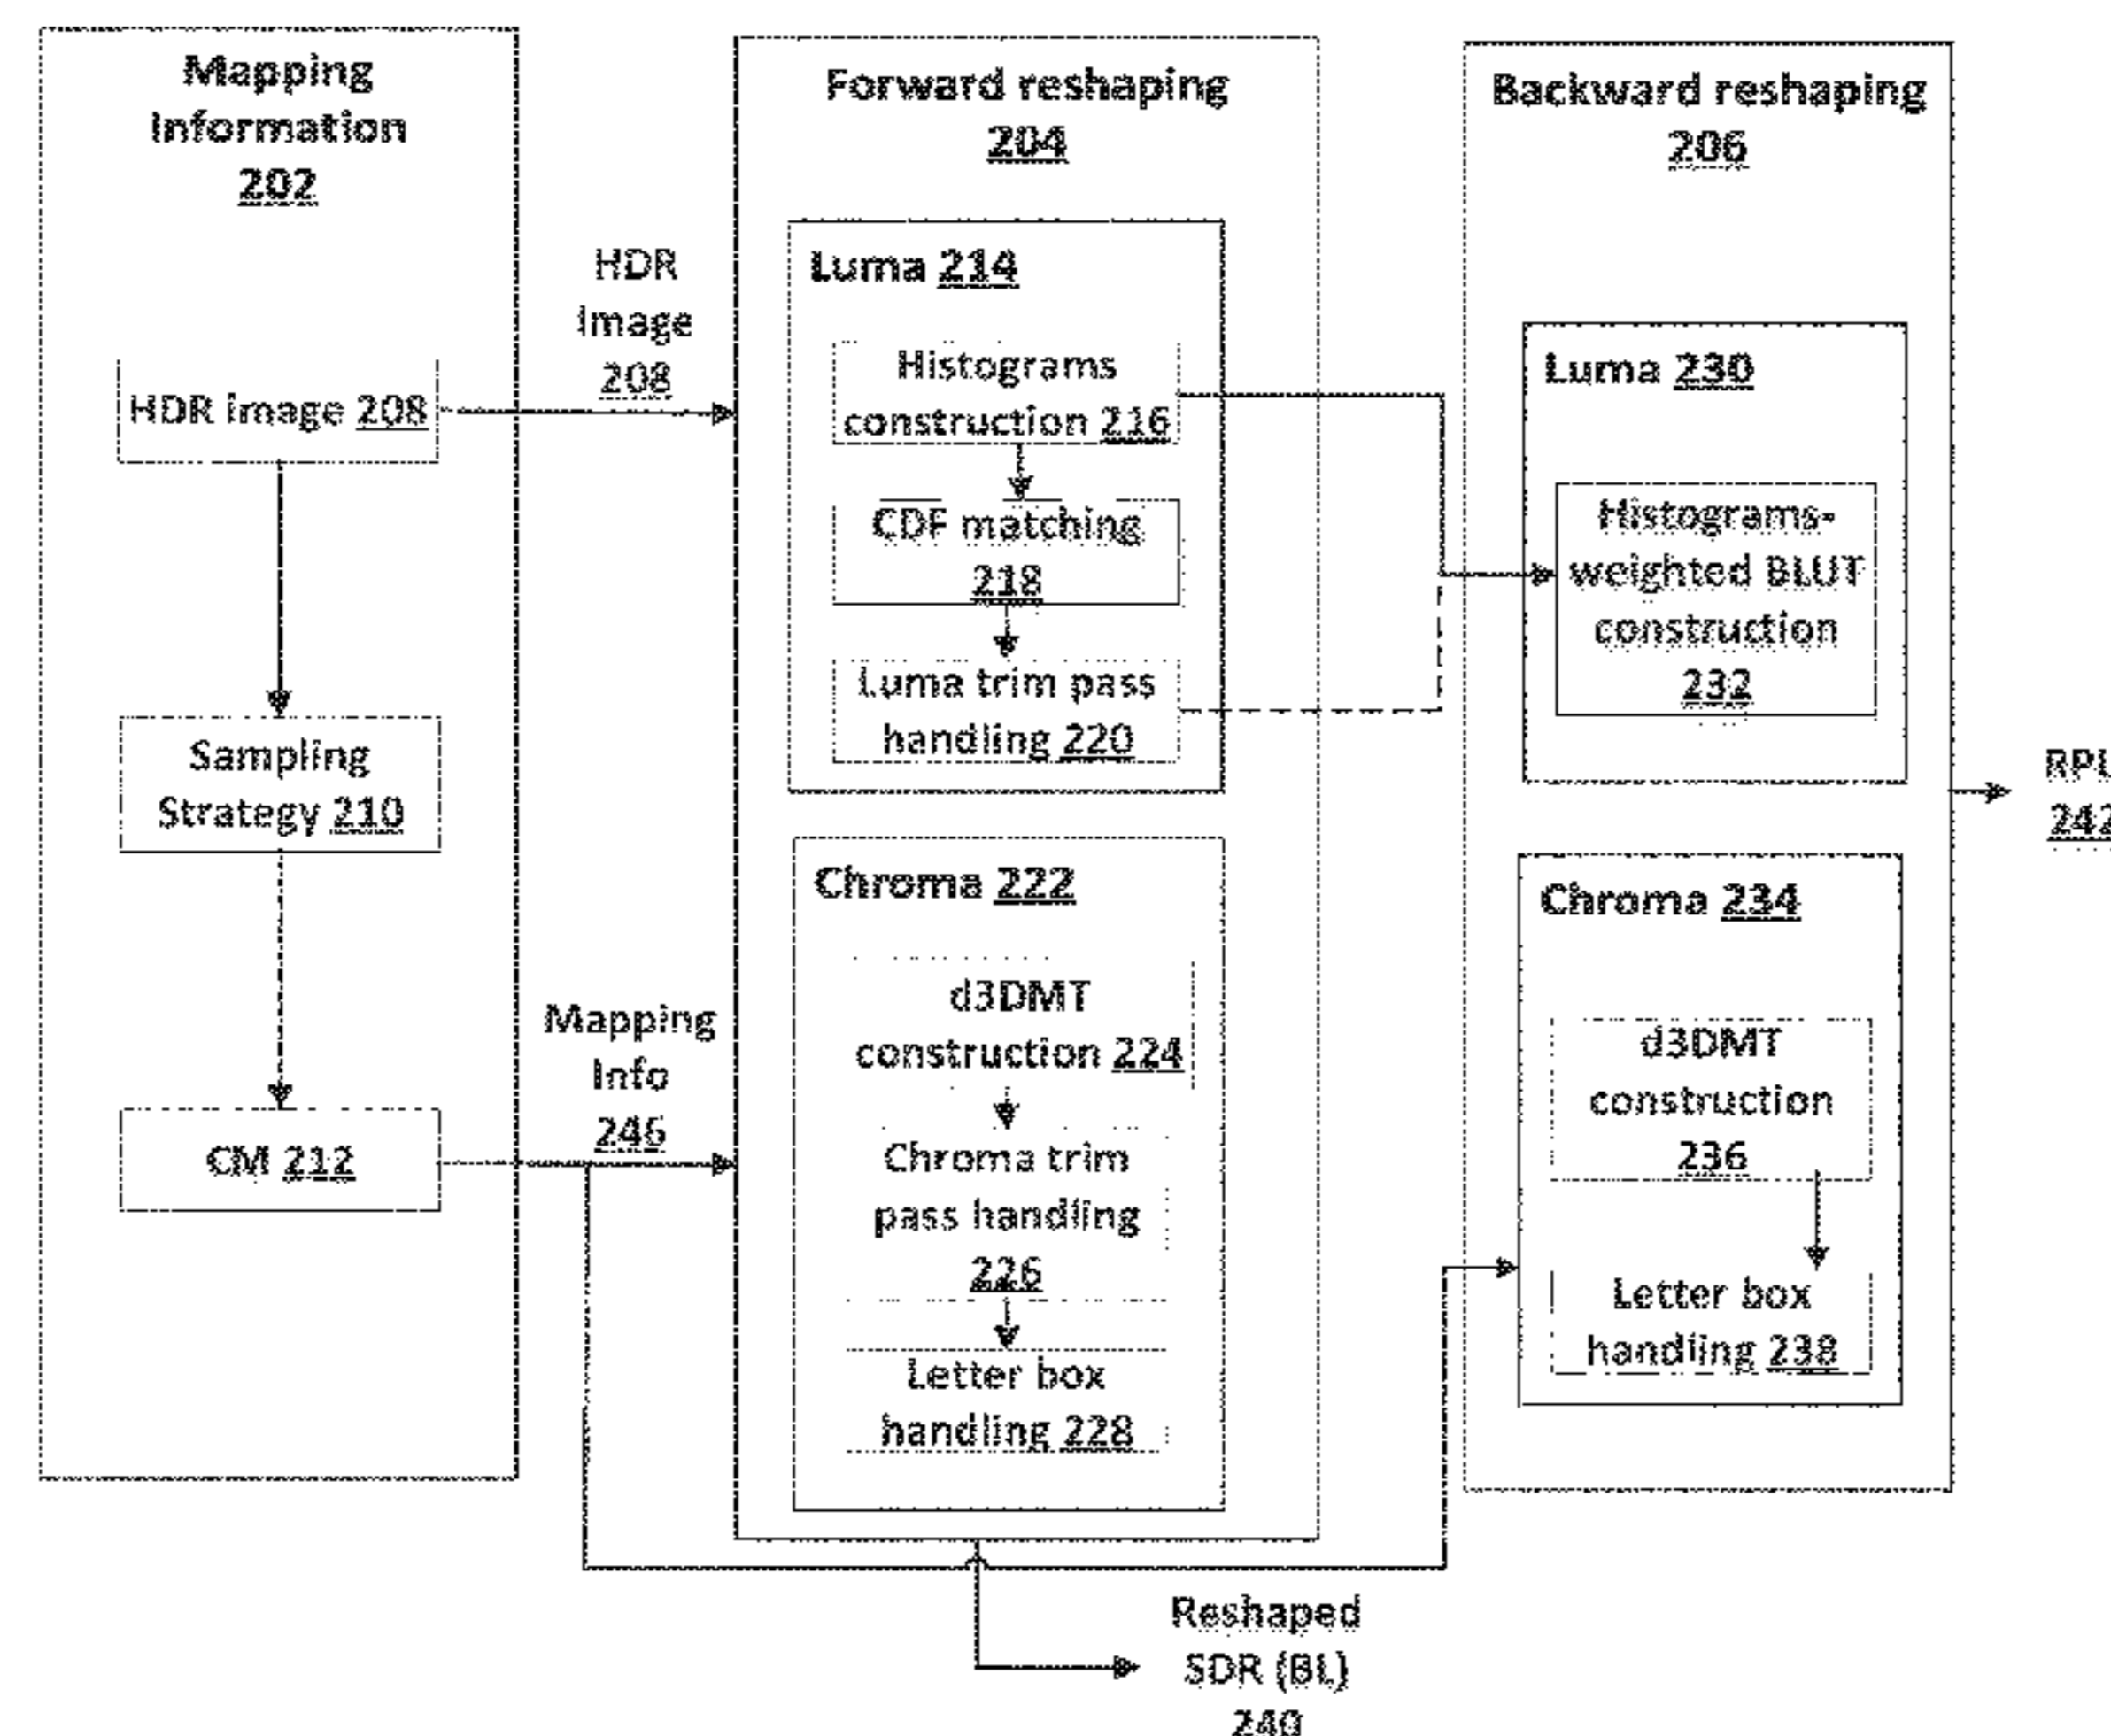 Mapping
Information
202
HDR image 208
Sampling
Strategy 210
CM 212
HDR
Image
208
Mapping
Info
246
Forward reshaping
204
Luma 214
Histograms
construction 216
CDF matching
218
Luma trim pass
handling 220
Chroma 222
d3DMT
construction 224
Chroma trim
pass handling
226
Letter box
handling 228
Backward reshaping
206
Luma 230
Histograms-
weighted BLUT
construction
232
Chroma 234
d3DMT
construction
236
Letter box
handling 238
RPU
242
Reshaped
SDR (BL)
240